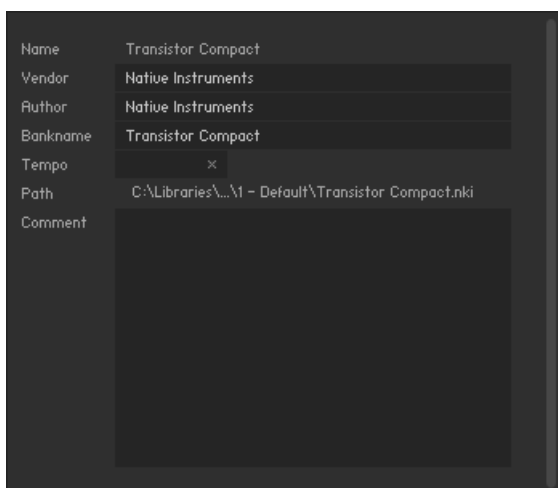 Name Transistor Compact
Vendor Native Instruments
Author Native Instruments
Bankname Transistor Compact
Tempo ×
Path C:\Libraries\...\1 - Default\Transistor Compact.nki
Comment